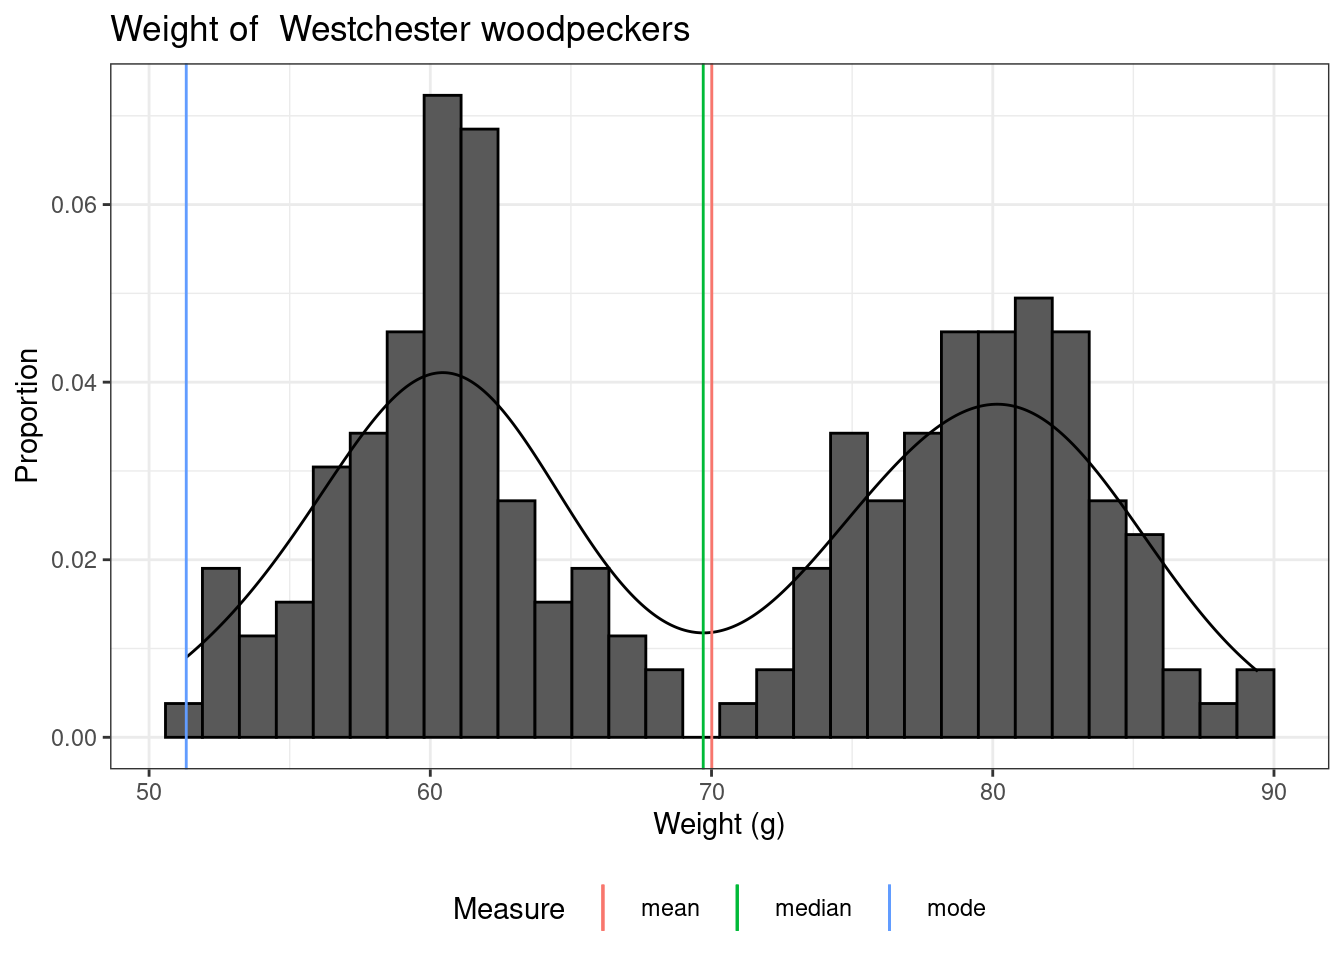 Weight of  Westchester woodpeckers
Proportion
0.06
0.04
0.02
0.00
50 60 70 80 90
Weight (g)
Measure mean median mode